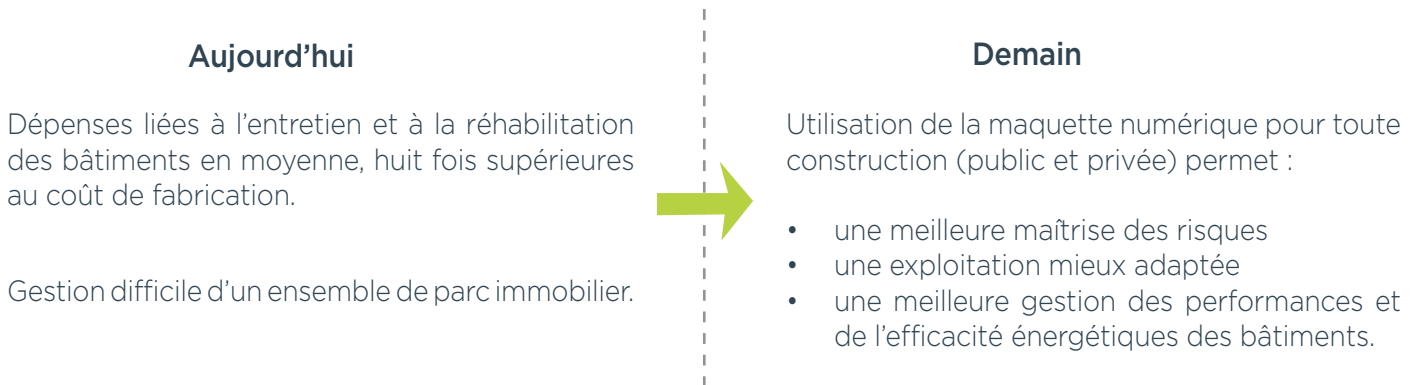 Aujourd’hui
Dépenses liées à l’entretien et à la réhabilitation
des bâtiments en moyenne, huit fois supérieures
au coût de fabrication.
Gestion difficile d’un ensemble de parc immobilier.
Demain
Utilisation de la maquette numérique pour toute
construction (public et privée) permet :
• une meilleure maîtrise des risques
• une exploitation mieux adaptée
• une meilleure gestion des performances et
de l’efficacité énergétiques des bâtiments.